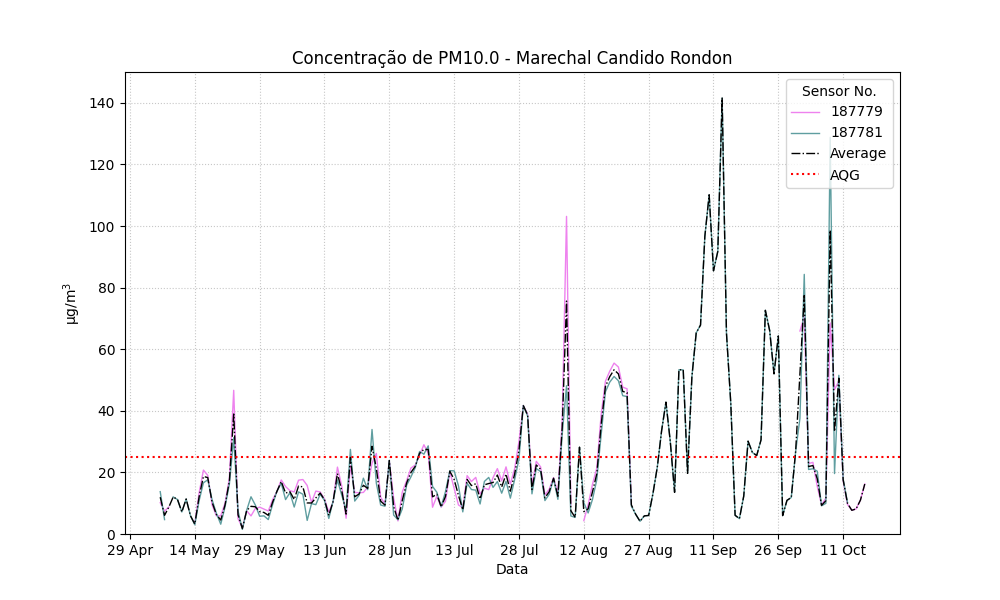 Concentração de PM10.0 - Marechal Candido Rondon
Sensor No.
187779
187781
Average
AQG
µg/m³
140
120
100
80
60
40
20
0
29 Apr 14 May 29 May 13 Jun 28 Jun 13 Jul 28 Jul 12 Aug 27 Aug 11 Sep 26 Sep 11 Oct
Data